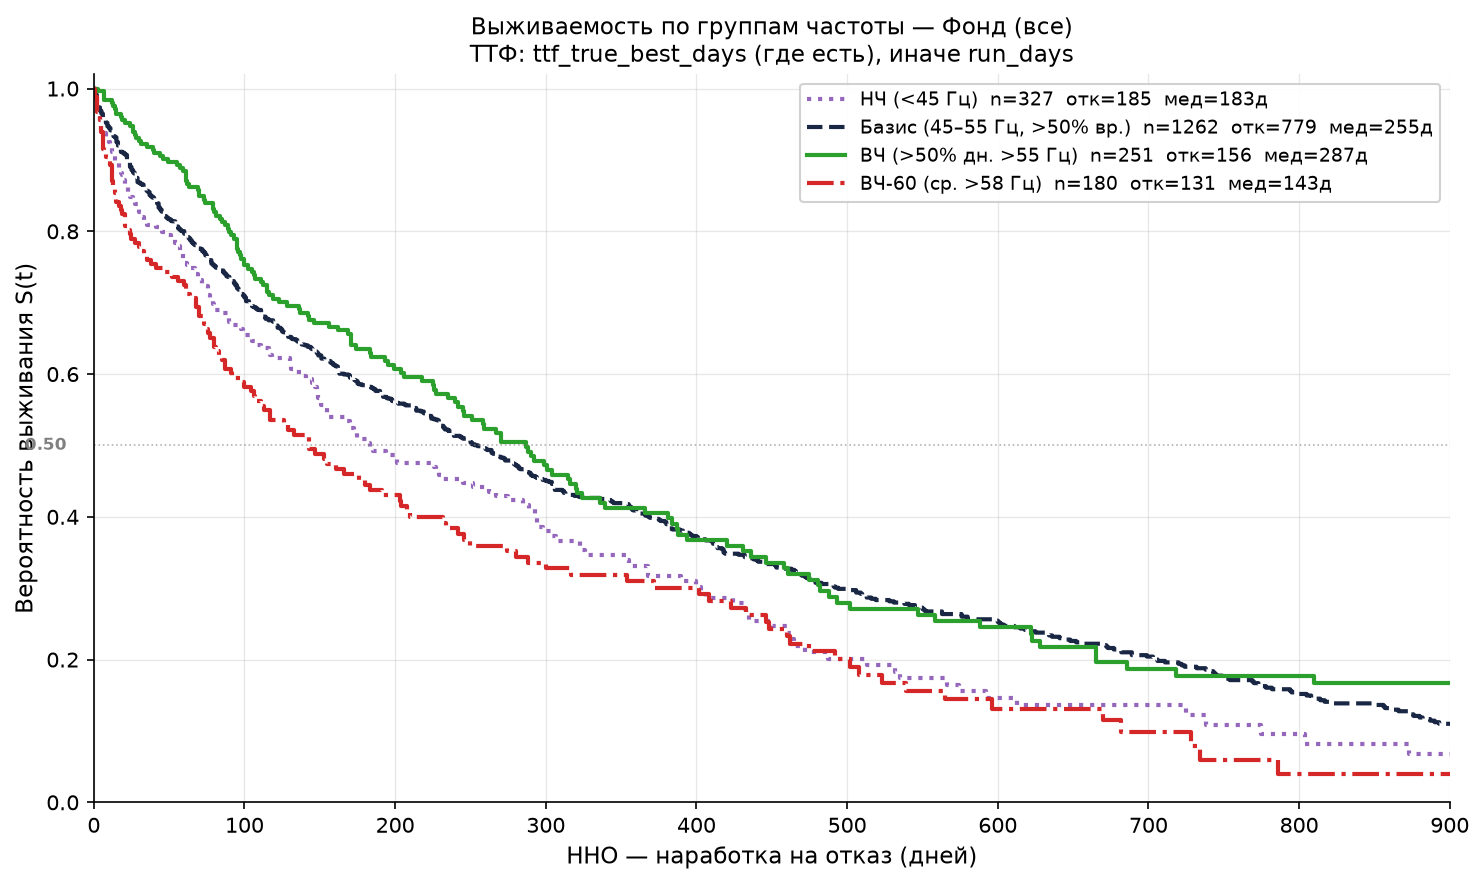 Выживаемость по группам частоты — Фонд (все)
ТТФ: ttf_true_best_days (где есть), иначе run_days
НЧ (<45 Гц)  n=327  отк=185  мед=183д
Базис (45–55 Гц, >50% вр.)  n=1262  отк=779  мед=255д
ВЧ (>50% дн. >55 Гц)  n=251  отк=156  мед=287д
ВЧ-60 (ср. >58 Гц)  n=180  отк=131  мед=143д
Вероятность выживания S(t)
1.0
0.8
0.6
0.50
0.4
0.2
0.0
0 100 200 300 400 500 600 700 800 900
ННО — наработка на отказ (дней)